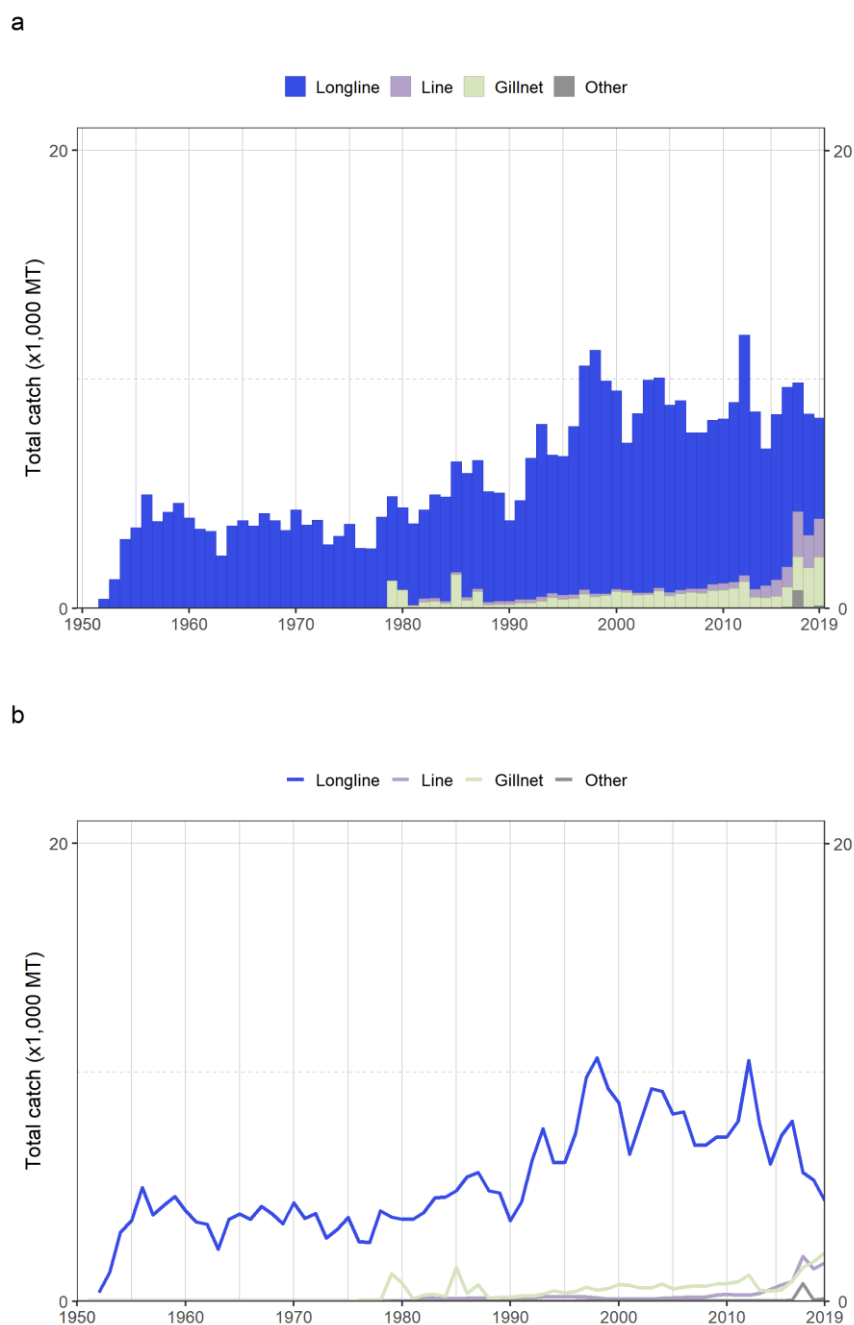 a
Longline Line Gillnet Other
20 20
Total catch (x1,000 MT)
0 0
1950 1960 1970 1980 1990 2000 2010 2019
b
Longline Line Gillnet Other
20 20
Total catch (x1,000 MT)
0 0
1950 1960 1970 1980 1990 2000 2010 2019